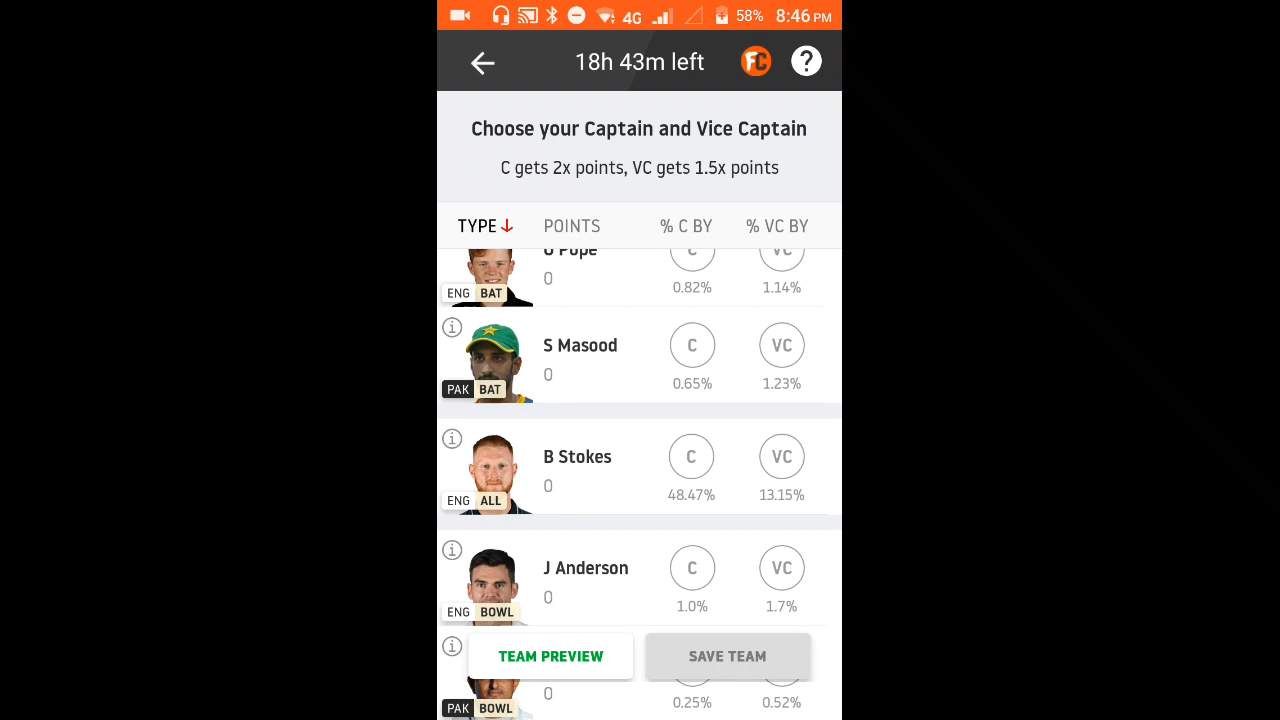 4G 58% 8:46 PM
18h 43m left FC ?
Choose your Captain and Vice Captain
C gets 2x points, VC gets 1.5x points
TYPE POINTS % C BY % VC BY
Pope C VC
0 0.82% 1.14%
ENG BAT
S Masood C VC
0 0.65% 1.23%
PAK BAT
B Stokes C VC
0 48.47% 13.15%
ENG ALL
J Anderson C VC
0 1.0% 1.7%
ENG BOWL
TEAM PREVIEW SAVE TEAM
0 0.25% 0.52%
PAK BOWL